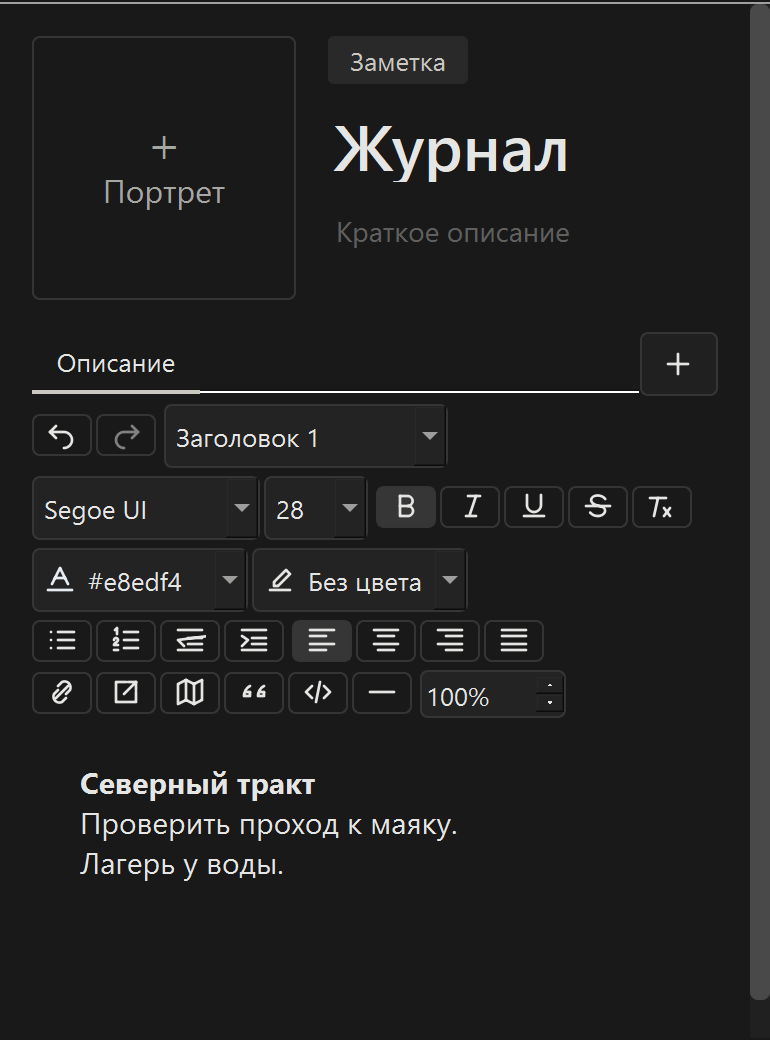 Заметка
+
Портрет
Журнал
Краткое описание
Описание
+
Заголовок 1
Segoe UI
28
B I U S Tx
A #e8edf4
Без цвета
100%
Северный тракт
Проверить проход к маяку.
Лагерь у воды.